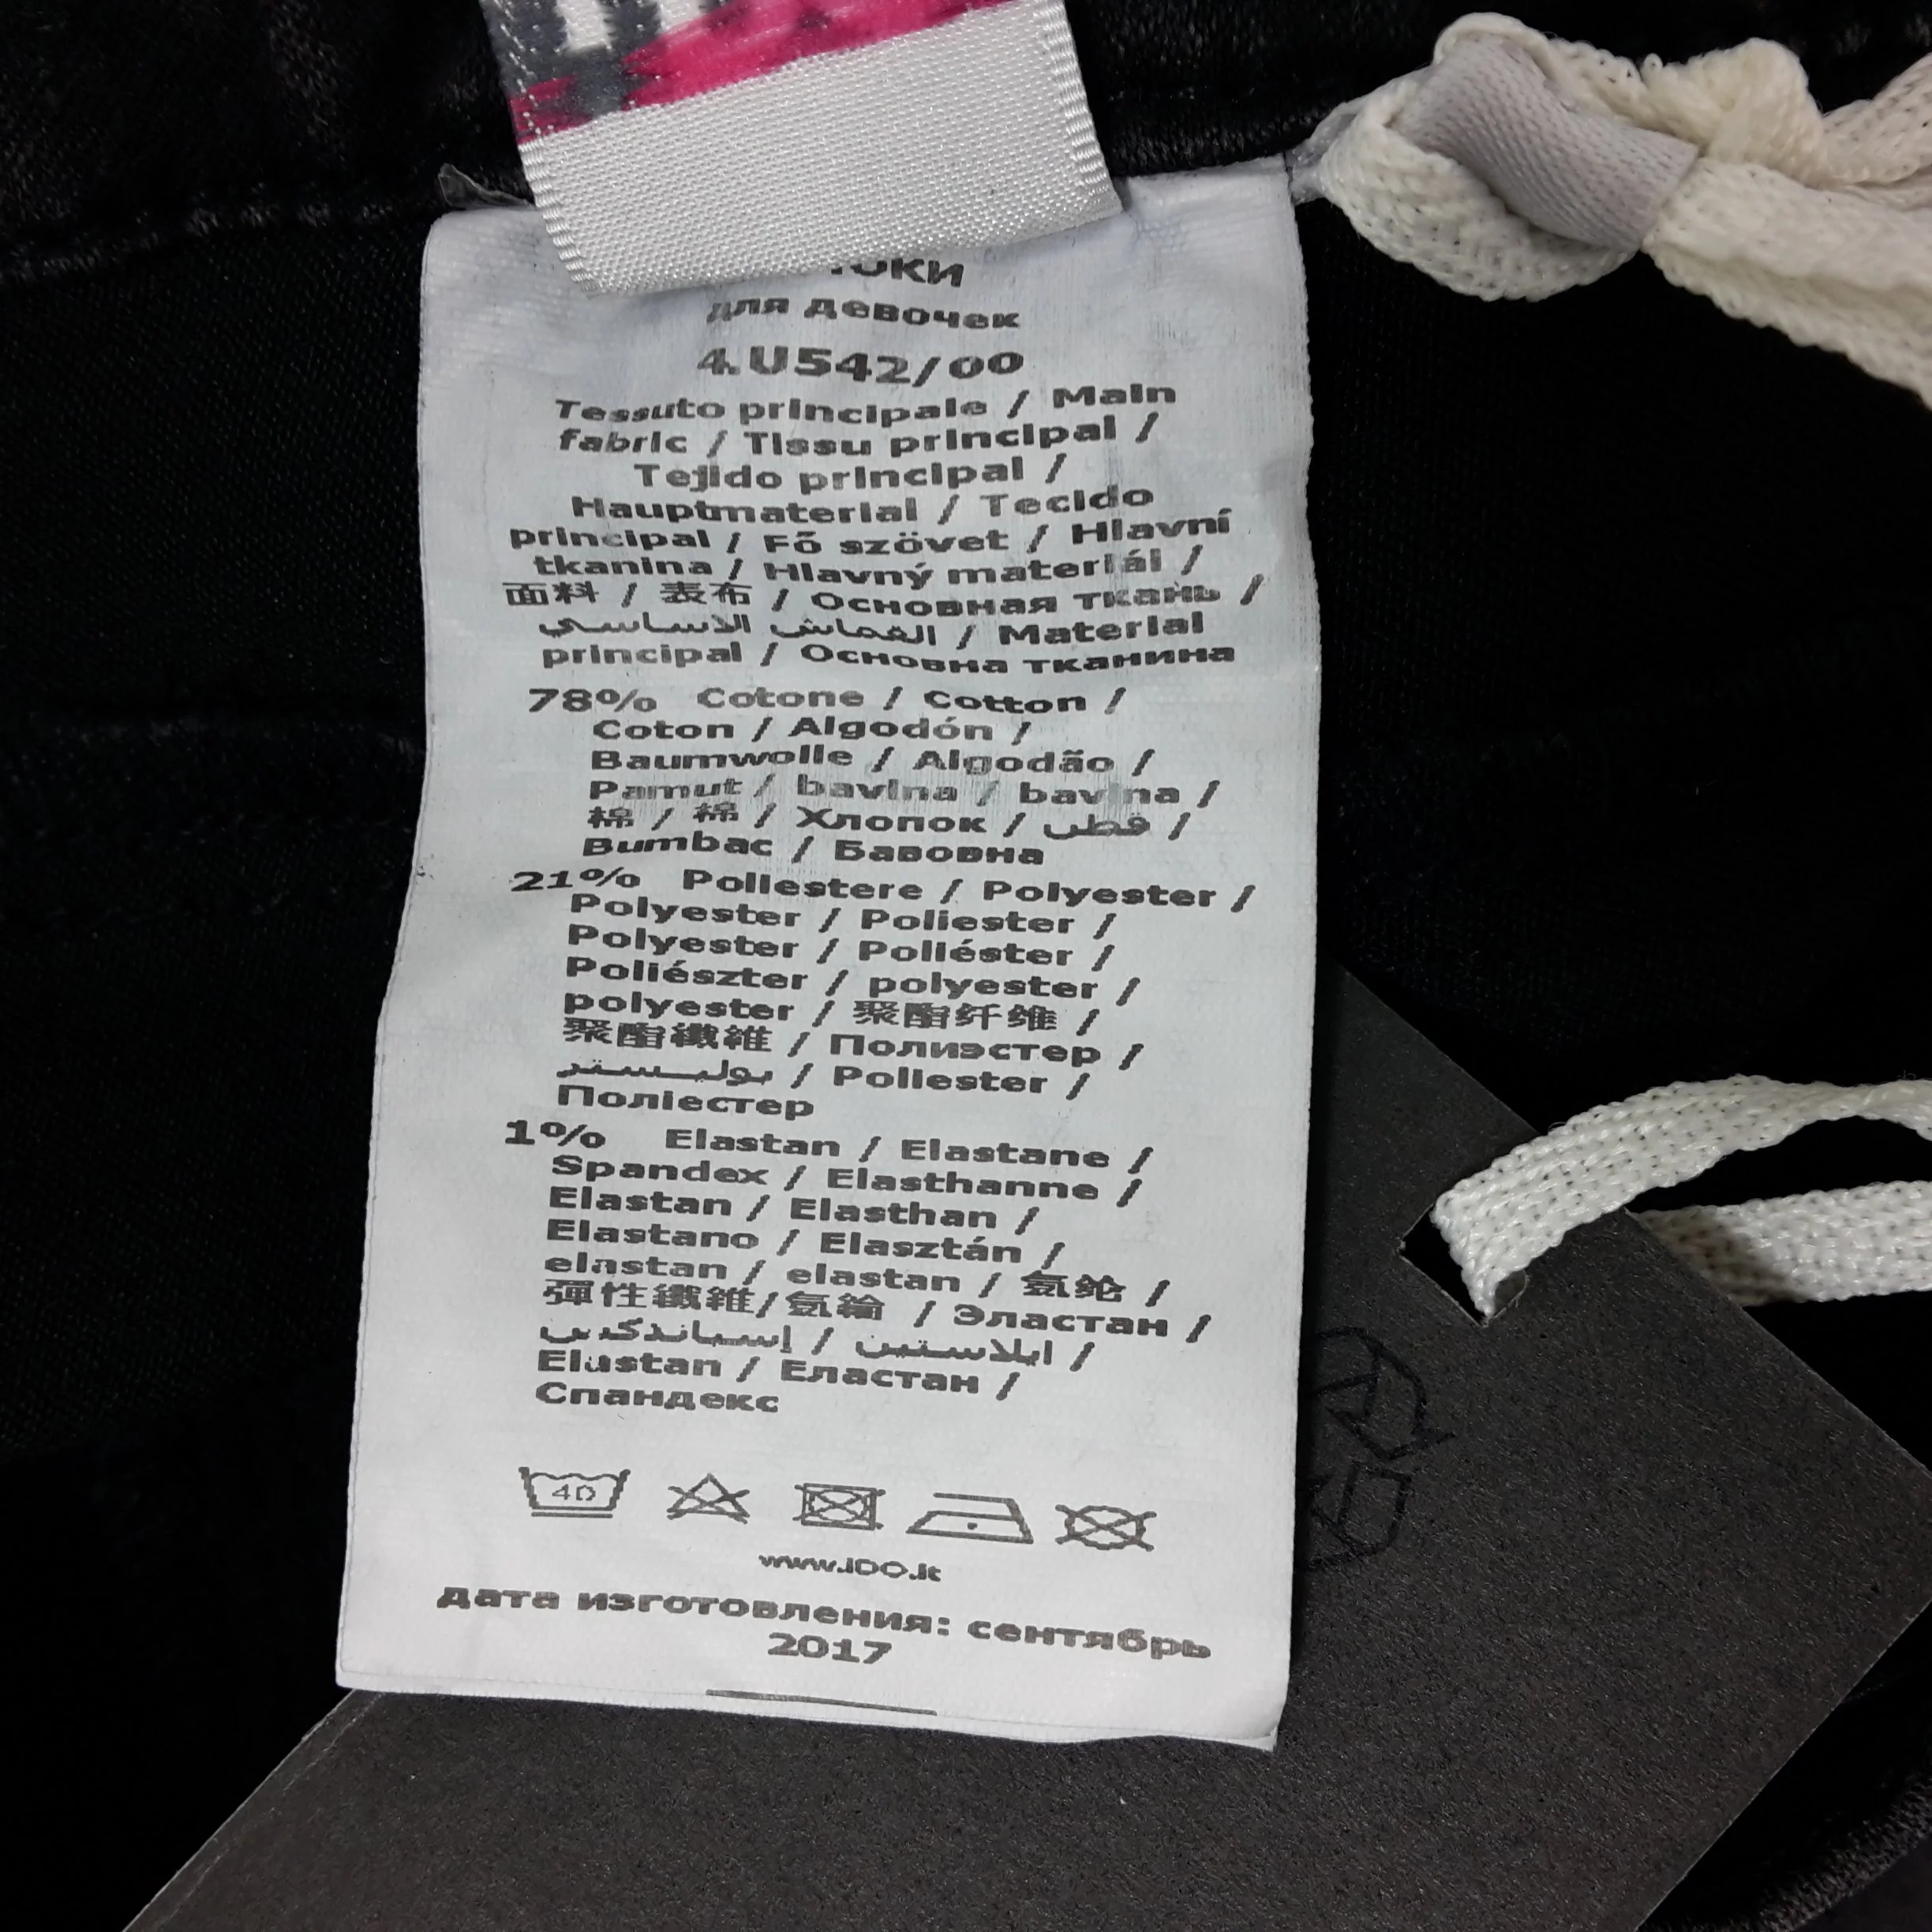 для девочек
4.U542/00
Tessuto principale / Main
fabric / Tissu principal /
Tejido principal /
Hauptmaterial / Tecido
principal / Fő szövet / Hlavní
tkanina / Hlavný materiál /
面料 / 表布 / Основная ткань /
القماش الاساسي / Material
principal / Основна тканина
78% Cotone / Cotton /
Coton / Algodón /
Baumwolle / Algodão /
Pamut / bavlna / bavlna /
棉 / 棉 / Хлопок / قطن /
Bumbac / Бавовна
21% Poliestere / Polyester /
Polyester / Poliester /
Polyester / Poliéster /
Poliészter / polyester /
polyester / 聚酯纤维 /
聚酯纖維 / Полиэстер /
بوليستر / Poliester /
Поліестер
1% Elastan / Elastane /
Spandex / Elasthanne /
Elastan / Elasthan /
Elastano / Elasztán /
elastan / elastan / 氨纶 /
彈性纖維/氨綸 / Эластан /
ايلاستين / إسباندكس /
Elastan / Еластан /
Спандекс
40
www.iDO.it
дата изготовления: сентябрь
2017